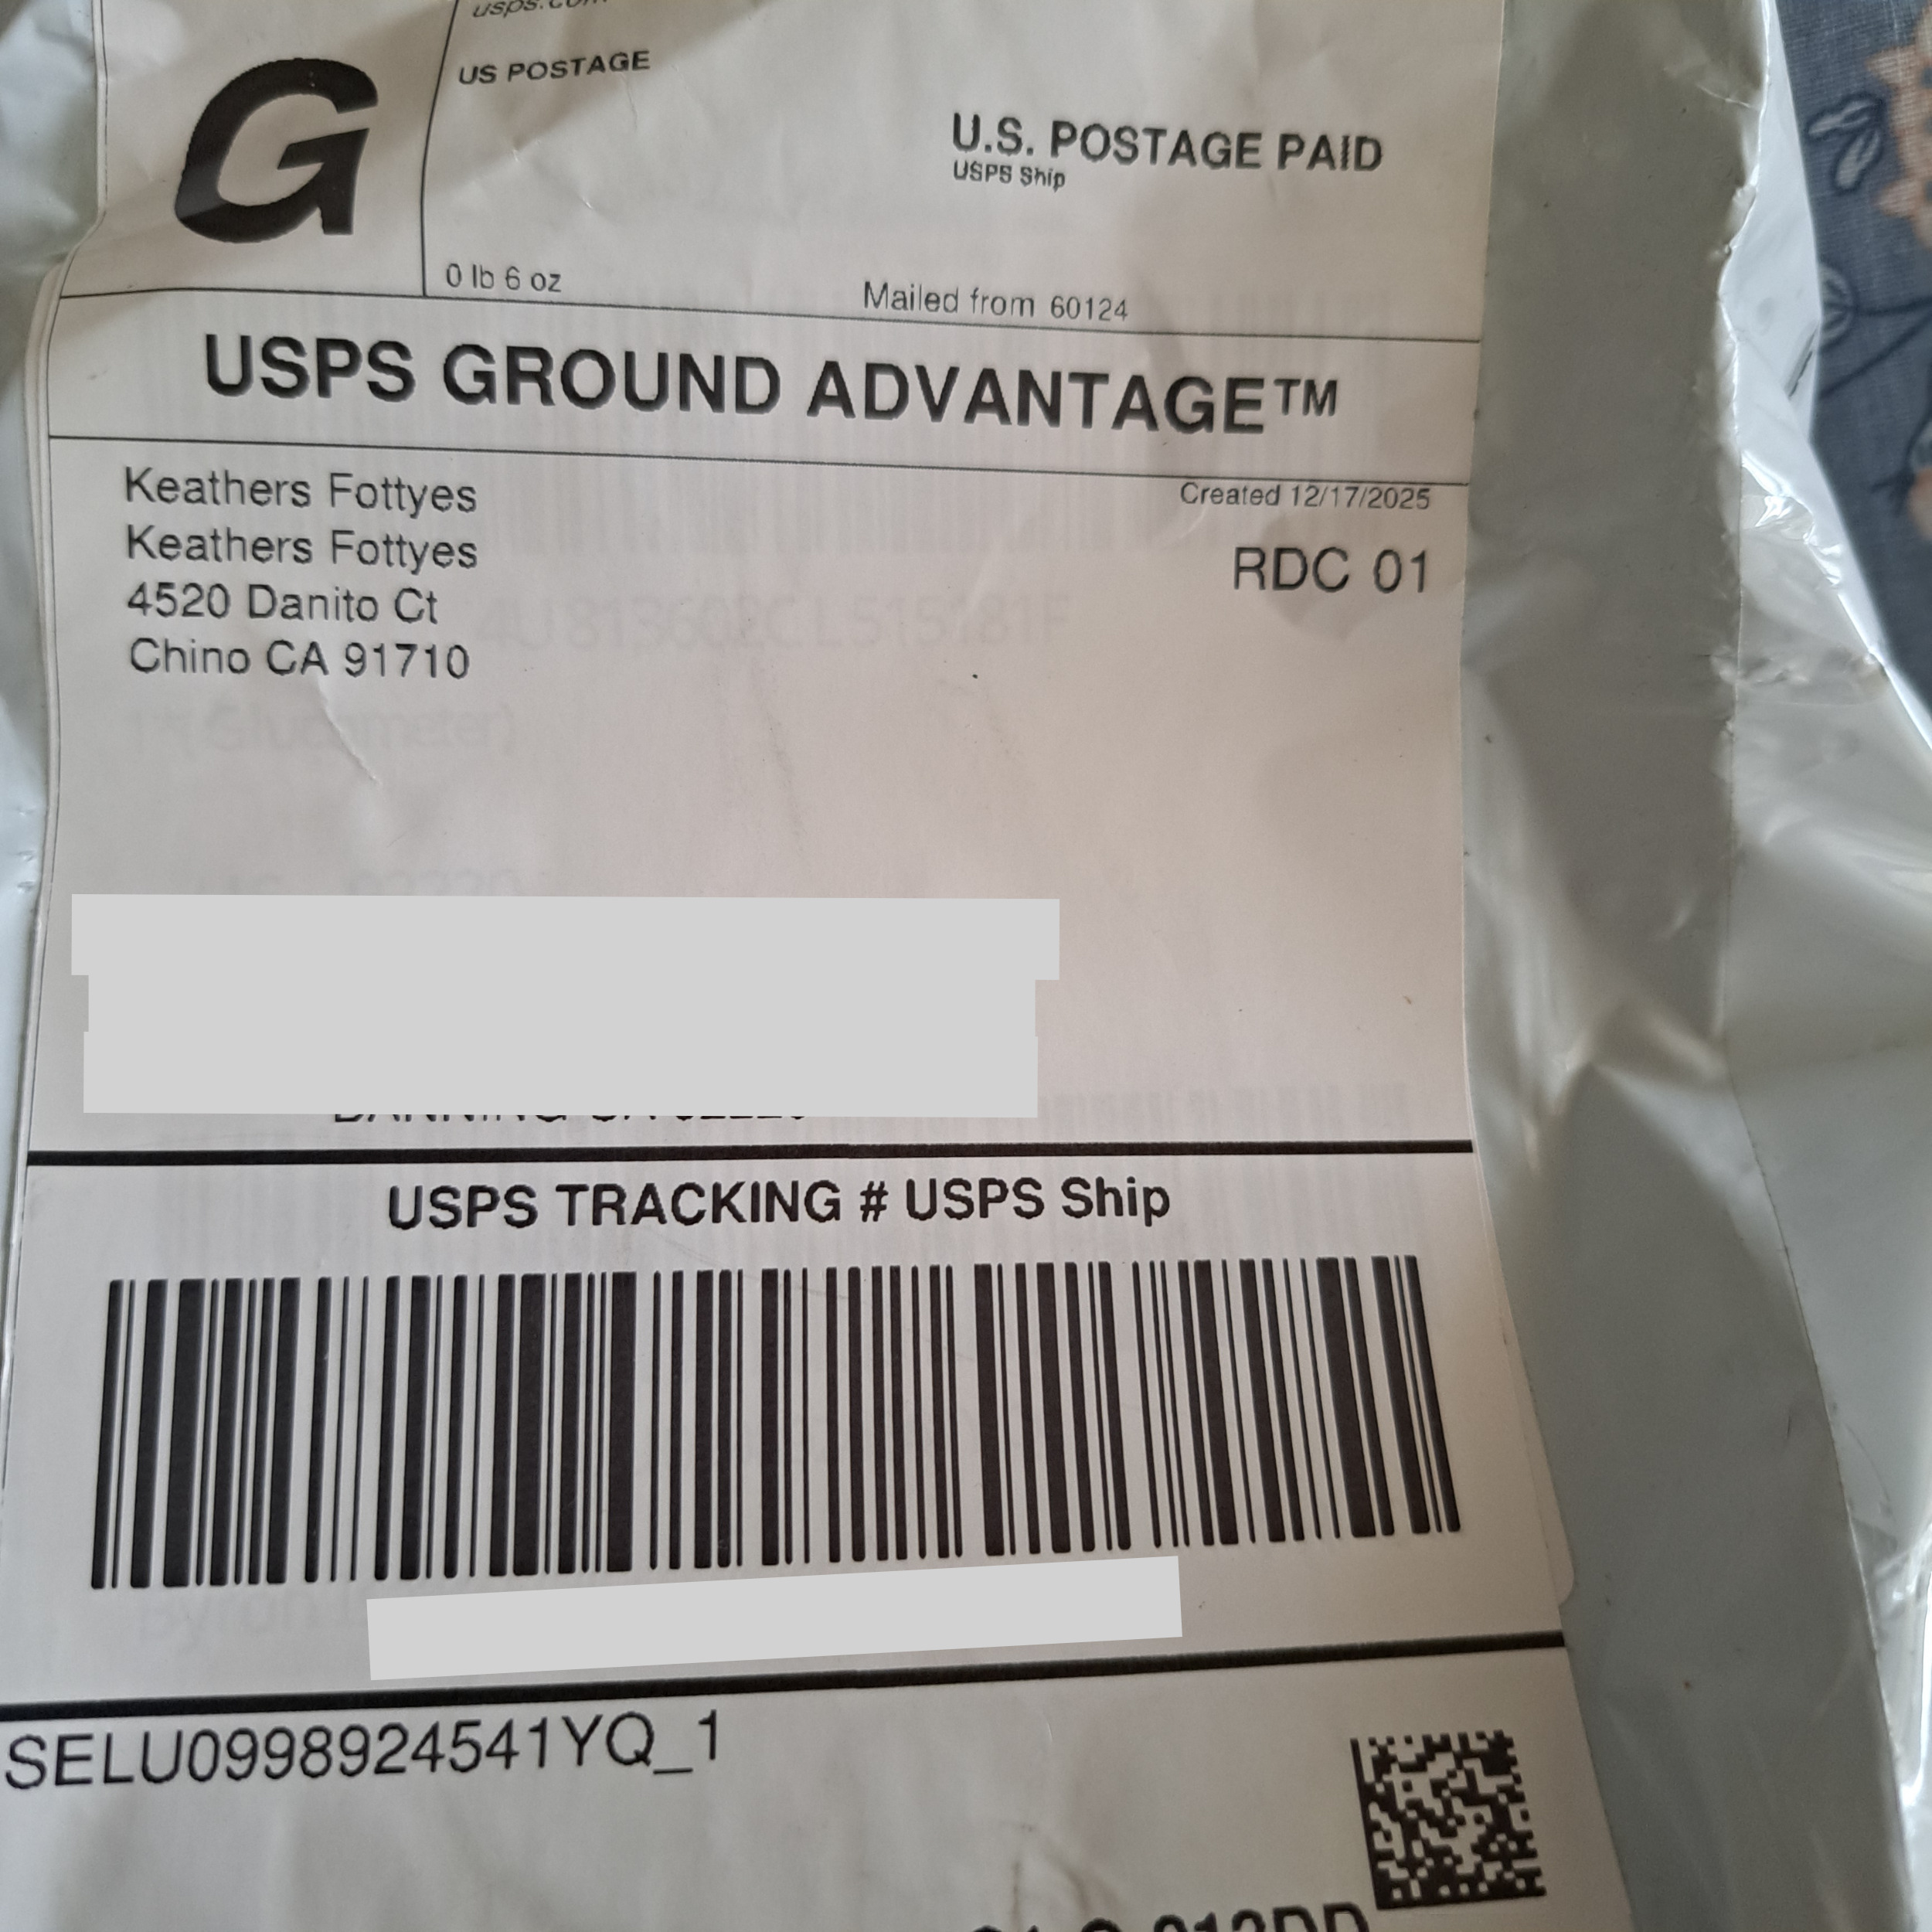 usps.com
US POSTAGE
G
U.S. POSTAGE PAID
USPS Ship
0 lb 6 oz
Mailed from 60124
USPS GROUND ADVANTAGE™
Keathers Fottyes
Created 12/17/2025
Keathers Fottyes
RDC 01
4520 Danito Ct
Chino CA 91710
(Glucometer)
USPS TRACKING # USPS Ship
SELU0998924541YQ_1